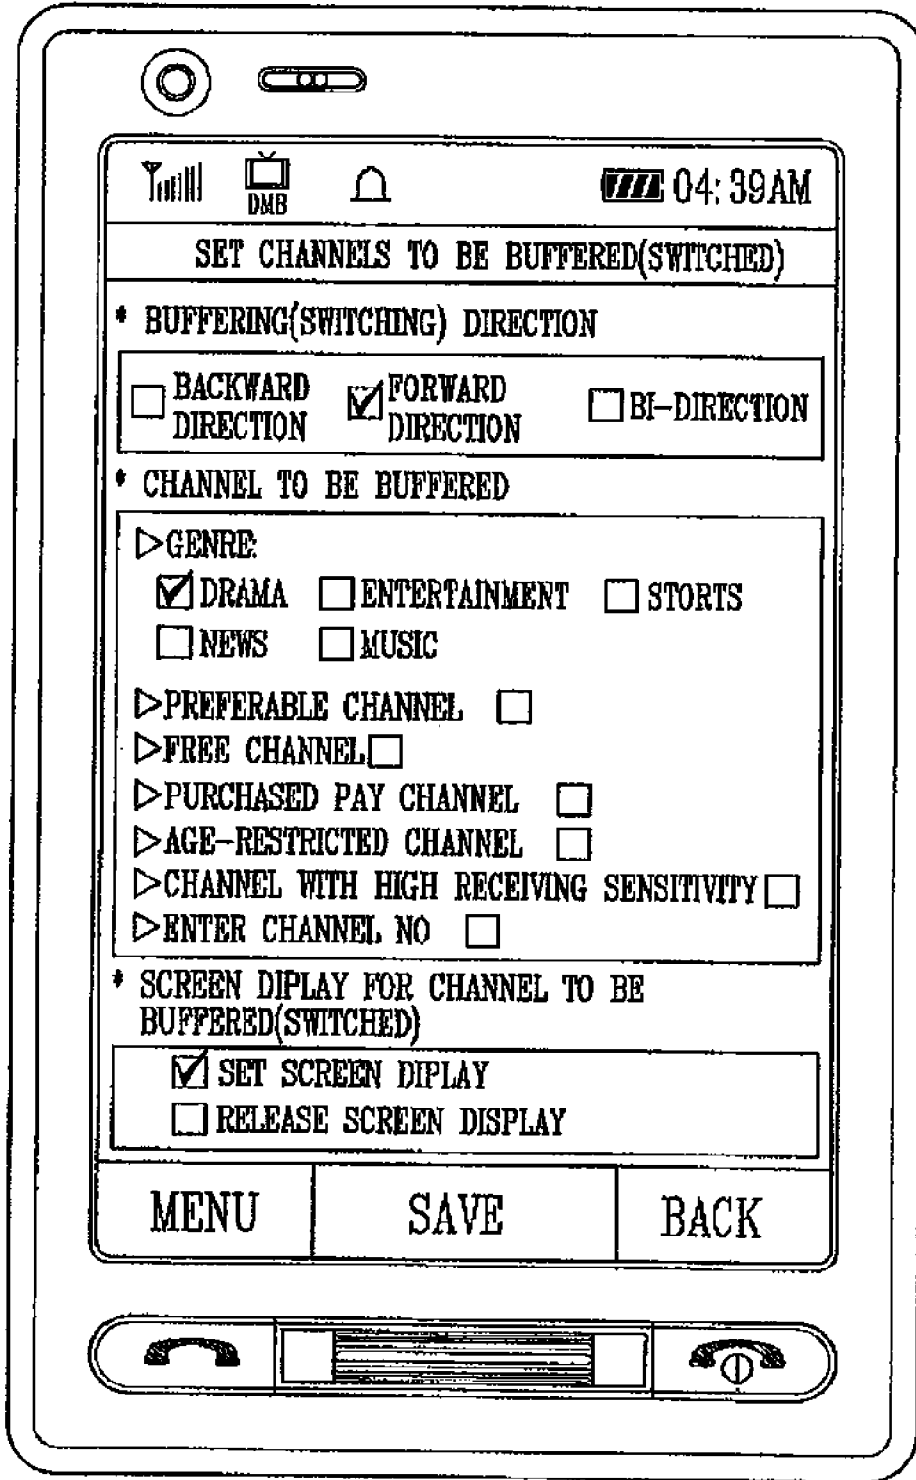 DMB
04:39AM
SET CHANNELS TO BE BUFFERED(SWITCHED)
* BUFFERING(SWITCHING) DIRECTION
BACKWARD DIRECTION
FORWARD DIRECTION
BI-DIRECTION
* CHANNEL TO BE BUFFERED
▷GENRE:
DRAMA ENTERTAINMENT STORTS
NEWS MUSIC
▷PREFERABLE CHANNEL
▷FREE CHANNEL
▷PURCHASED PAY CHANNEL
▷AGE-RESTRICTED CHANNEL
▷CHANNEL WITH HIGH RECEIVING SENSITIVITY
▷ENTER CHANNEL NO
* SCREEN DIPLAY FOR CHANNEL TO BE
BUFFERED(SWITCHED)
SET SCREEN DIPLAY
RELEASE SCREEN DISPLAY
MENU SAVE BACK